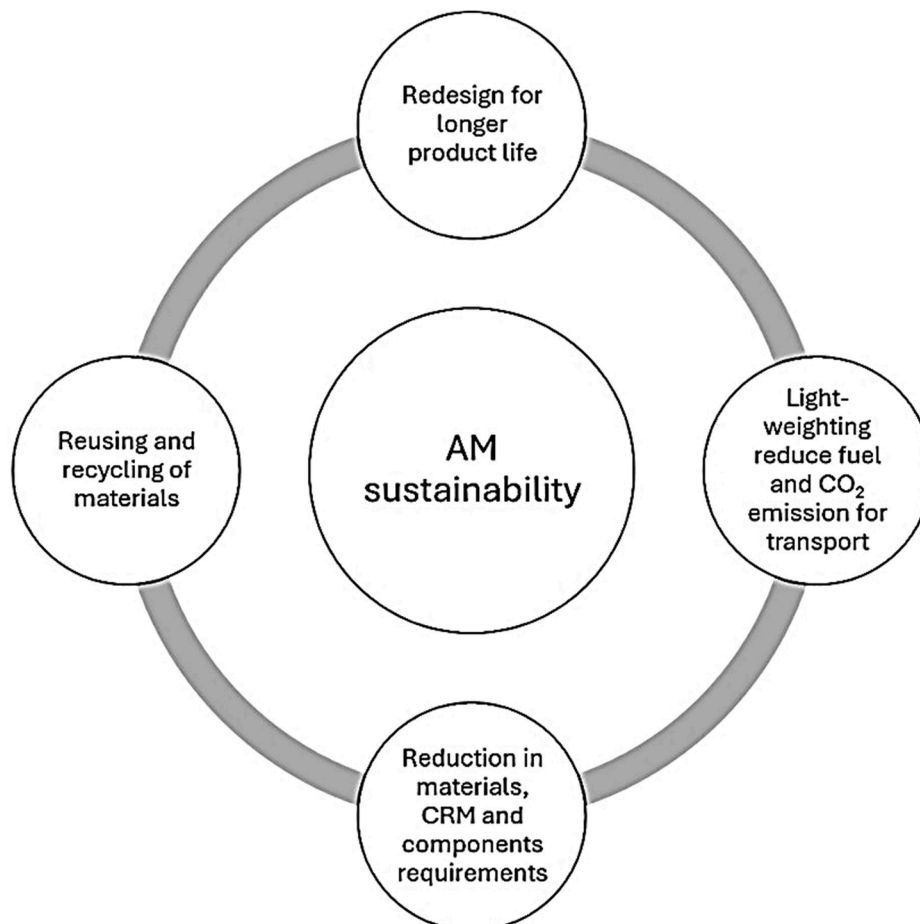 Redesign for
longer
product life
Light-
weighting
reduce fuel
and CO₂
emission for
transport
Reduction in
materials,
CRM and
components
requirements
Reusing and
recycling of
materials
AM
sustainability